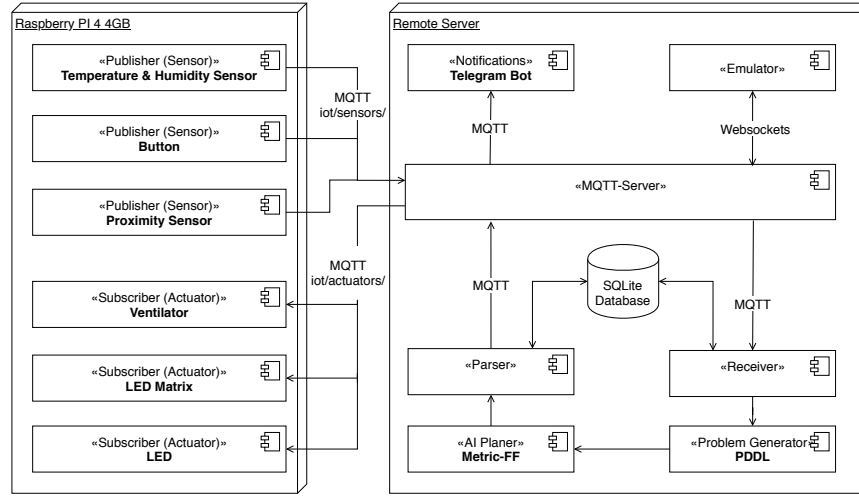 Raspberry PI 4 4GB
«Publisher (Sensor)»
Temperature & Humidity Sensor
«Publisher (Sensor)»
Button
«Publisher (Sensor)»
Proximity Sensor
«Subscriber (Actuator)»
Ventilator
«Subscriber (Actuator)»
LED Matrix
«Subscriber (Actuator)»
LED
MQTT
iot/sensors/
MQTT
iot/actuators/
Remote Server
«Notifications»
Telegram Bot
«Emulator»
MQTT
Websockets
«MQTT-Server»
MQTT
SQLite
Database
MQTT
«Parser»
«Receiver»
«AI Planer»
Metric-FF
«Problem Generator»
PDDL